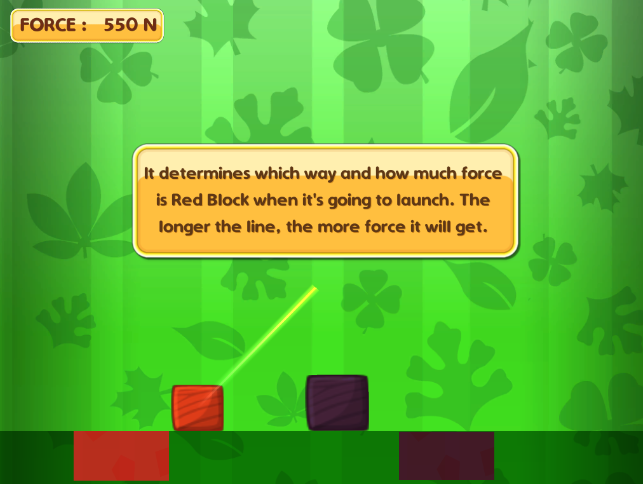 FORCE : 550 N
It determines which way and how much force
is Red Block when it's going to launch. The
longer the line, the more force it will get.